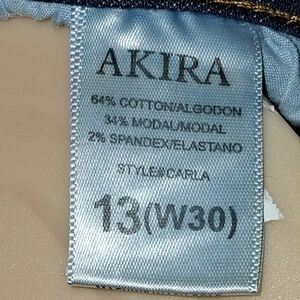 AKIRA
64% COTTON/ALGODON
34% MODAL/MODAL
2% SPANDEX/ELASTANO
STYLE#CARLA
13(W30)